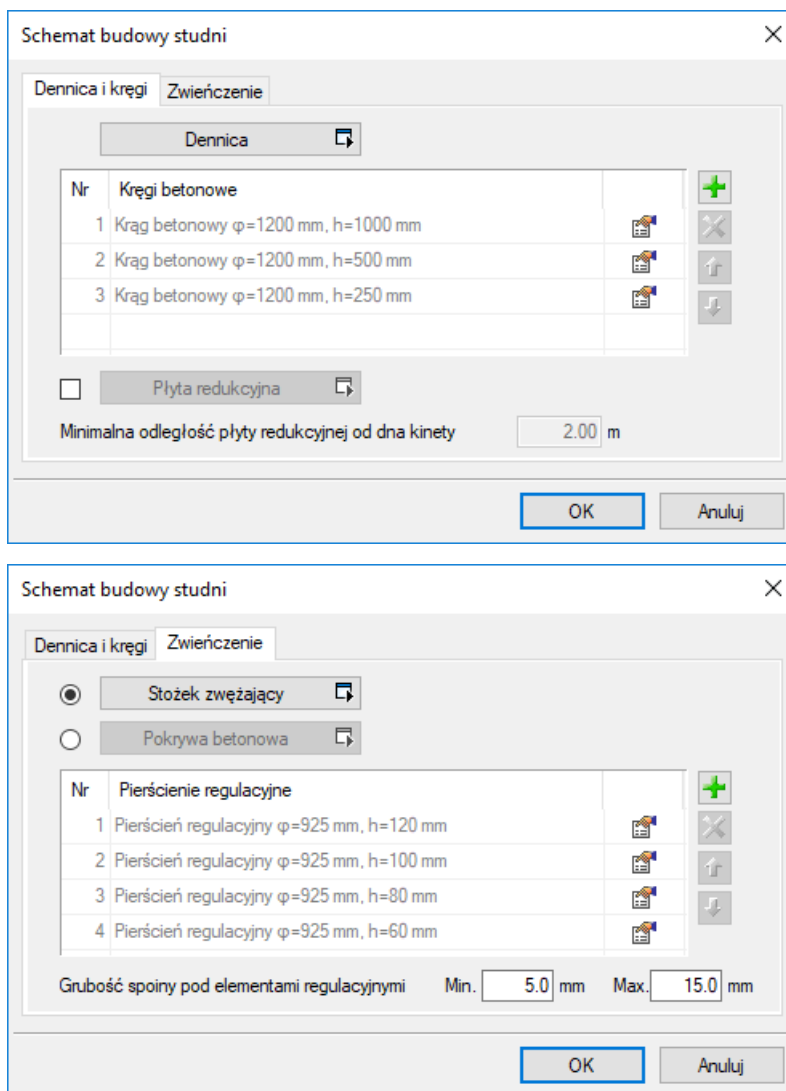 Schemat budowy studni
Dennica i kręgi Zwieńczenie
Dennica
Nr Kręgi betonowe
1 Krąg betonowy φ=1200 mm, h=1000 mm
2 Krąg betonowy φ=1200 mm, h=500 mm
3 Krąg betonowy φ=1200 mm, h=250 mm
Płyta redukcyjna
Minimalna odległość płyty redukcyjnej od dna kinety 2.00 m
OK Anuluj
Schemat budowy studni
Dennica i kręgi Zwieńczenie
Stożek zwężający
Pokrywa betonowa
Nr Pierścienie regulacyjne
1 Pierścień regulacyjny φ=925 mm, h=120 mm
2 Pierścień regulacyjny φ=925 mm, h=100 mm
3 Pierścień regulacyjny φ=925 mm, h=80 mm
4 Pierścień regulacyjny φ=925 mm, h=60 mm
Grubość spoiny pod elementami regulacyjnymi Min. 5.0 mm Max. 15.0 mm
OK Anuluj